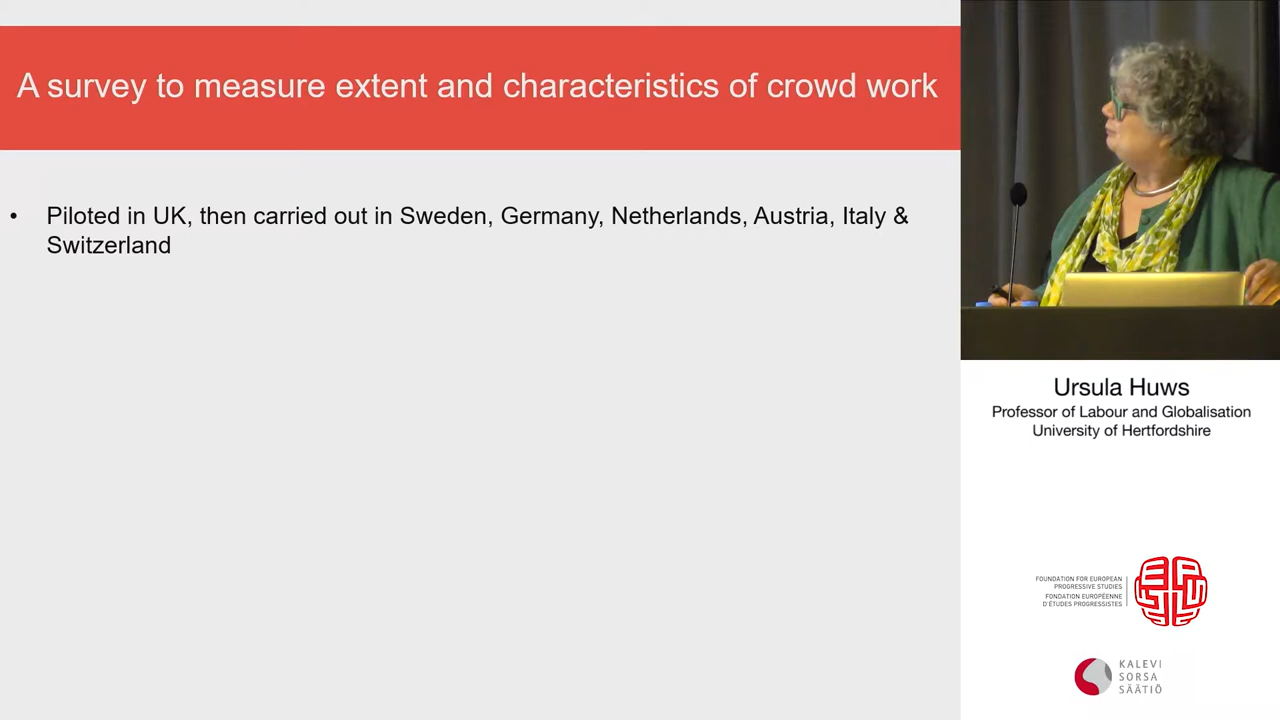 A survey to measure extent and characteristics of crowd work
• Piloted in UK, then carried out in Sweden, Germany, Netherlands, Austria, Italy &
Switzerland
Ursula Huws
Professor of Labour and Globalisation
University of Hertfordshire
FOUNDATION FOR EUROPEAN
PROGRESSIVE STUDIES
FONDATION EUROPÉENNE
D'ÉTUDES PROGRESSISTES
KALEVI
SORSA
SÄÄTIÖ